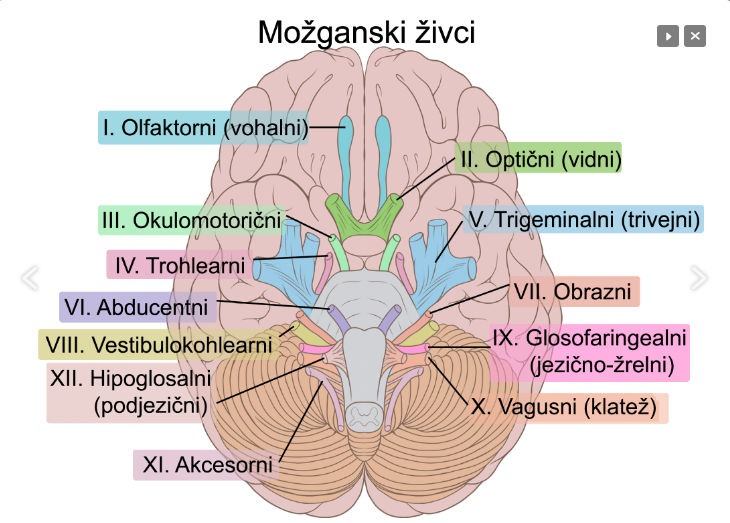 Možganski živci
I. Olfaktorni (vohalni)
II. Optični (vidni)
III. Okulomotorični
V. Trigeminalni (trivejni)
IV. Trohlearni
VII. Obrazni
VI. Abducentni
VIII. Vestibulokohlearni
IX. Glosofaringealni
(jezično-žrelni)
XII. Hipoglosalni
(podjezični)
X. Vagusni (klatež)
XI. Akcesorni